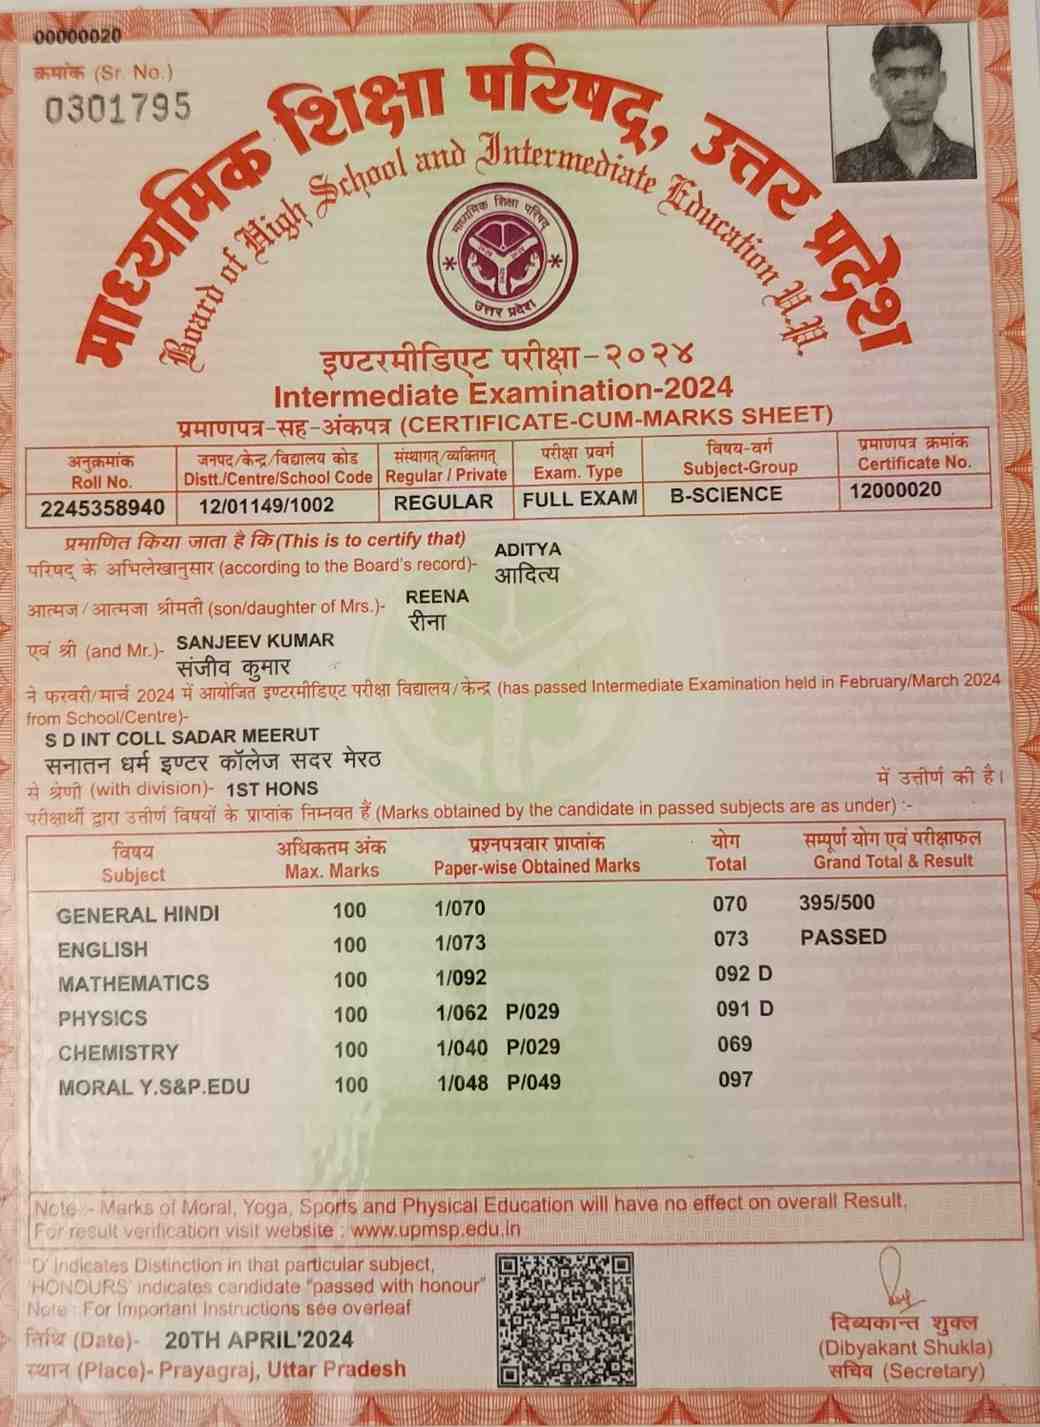 00000020
क्रमांक (Sr. No.)
0301795
माध्यमिक शिक्षा परिषद्, उत्तर प्रदेश
Board of High School and Intermediate Education U.P.
माध्यमिक शिक्षा परिषद्
उत्तर प्रदेश
इण्टरमीडिएट परीक्षा-२०२४
Intermediate Examination-2024
प्रमाणपत्र-सह-अंकपत्र (CERTIFICATE-CUM-MARKS SHEET)
अनुक्रमांक जनपद/केन्द्र/विद्यालय कोड संस्थागत्/व्यक्तिगत् परीक्षा प्रवर्ग विषय-वर्ग प्रमाणपत्र क्रमांक
Roll No. Distt./Centre/School Code Regular / Private Exam. Type Subject-Group Certificate No.
2245358940 12/01149/1002 REGULAR FULL EXAM B-SCIENCE 12000020
प्रमाणित किया जाता है कि (This is to certify that) ADITYA
परिषद के अभिलेखानुसार (according to the Board's record)- आदित्य
आत्मज/आत्मजा श्रीमती (son/daughter of Mrs.)- REENA
रीना
एवं श्री (and Mr.)- SANJEEV KUMAR
संजीव कुमार
ने फरवरी/मार्च 2024 में आयोजित इण्टरमीडिएट परीक्षा विद्यालय/केन्द्र (has passed Intermediate Examination held in February/March 2024
from School/Centre)-
S D INT COLL SADAR MEERUT
सनातन धर्म इण्टर कॉलेज सदर मेरठ
से श्रेणी (with division)- 1ST HONS में उत्तीर्ण की है।
परीक्षार्थी द्वारा उत्तीर्ण विषयों के प्राप्तांक निम्नवत हैं (Marks obtained by the candidate in passed subjects are as under) :-
विषय अधिकतम अंक प्रश्नपत्रवार प्राप्तांक योग सम्पूर्ण योग एवं परीक्षाफल
Subject Max. Marks Paper-wise Obtained Marks Total Grand Total & Result
GENERAL HINDI 100 1/070 070 395/500
ENGLISH 100 1/073 073 PASSED
MATHEMATICS 100 1/092 092 D
PHYSICS 100 1/062 P/029 091 D
CHEMISTRY 100 1/040 P/029 069
MORAL Y.S&P.EDU 100 1/048 P/049 097
Note :- Marks of Moral, Yoga, Sports and Physical Education will have no effect on overall Result.
For result verification visit website : www.upmsp.edu.in
'D' Indicates Distinction in that particular subject,
'HONOURS' indicates candidate "passed with honour"
Note : For Important Instructions see overleaf
तिथि (Date)- 20TH APRIL'2024
स्थान (Place)- Prayagraj, Uttar Pradesh
दिव्यकान्त शुक्ल
(Dibyakant Shukla)
सचिव (Secretary)